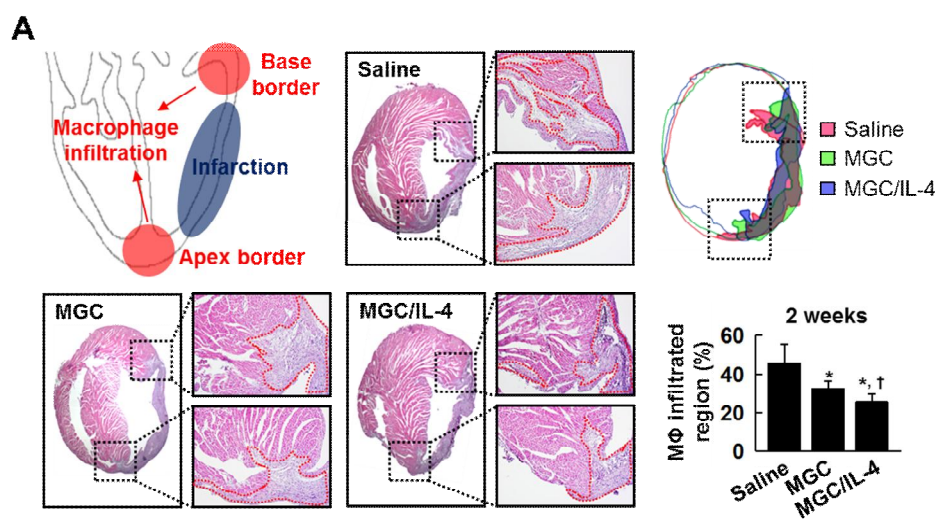 A
Base
border
Macrophage
infiltration
Infarction
Apex border
Saline
Saline
MGC
MGC/IL-4
MGC
MGC/IL-4
2 weeks
MΦ infiltrated
region (%)
60
40
20
0
*
*, †
Saline
MGC
MGC/IL-4